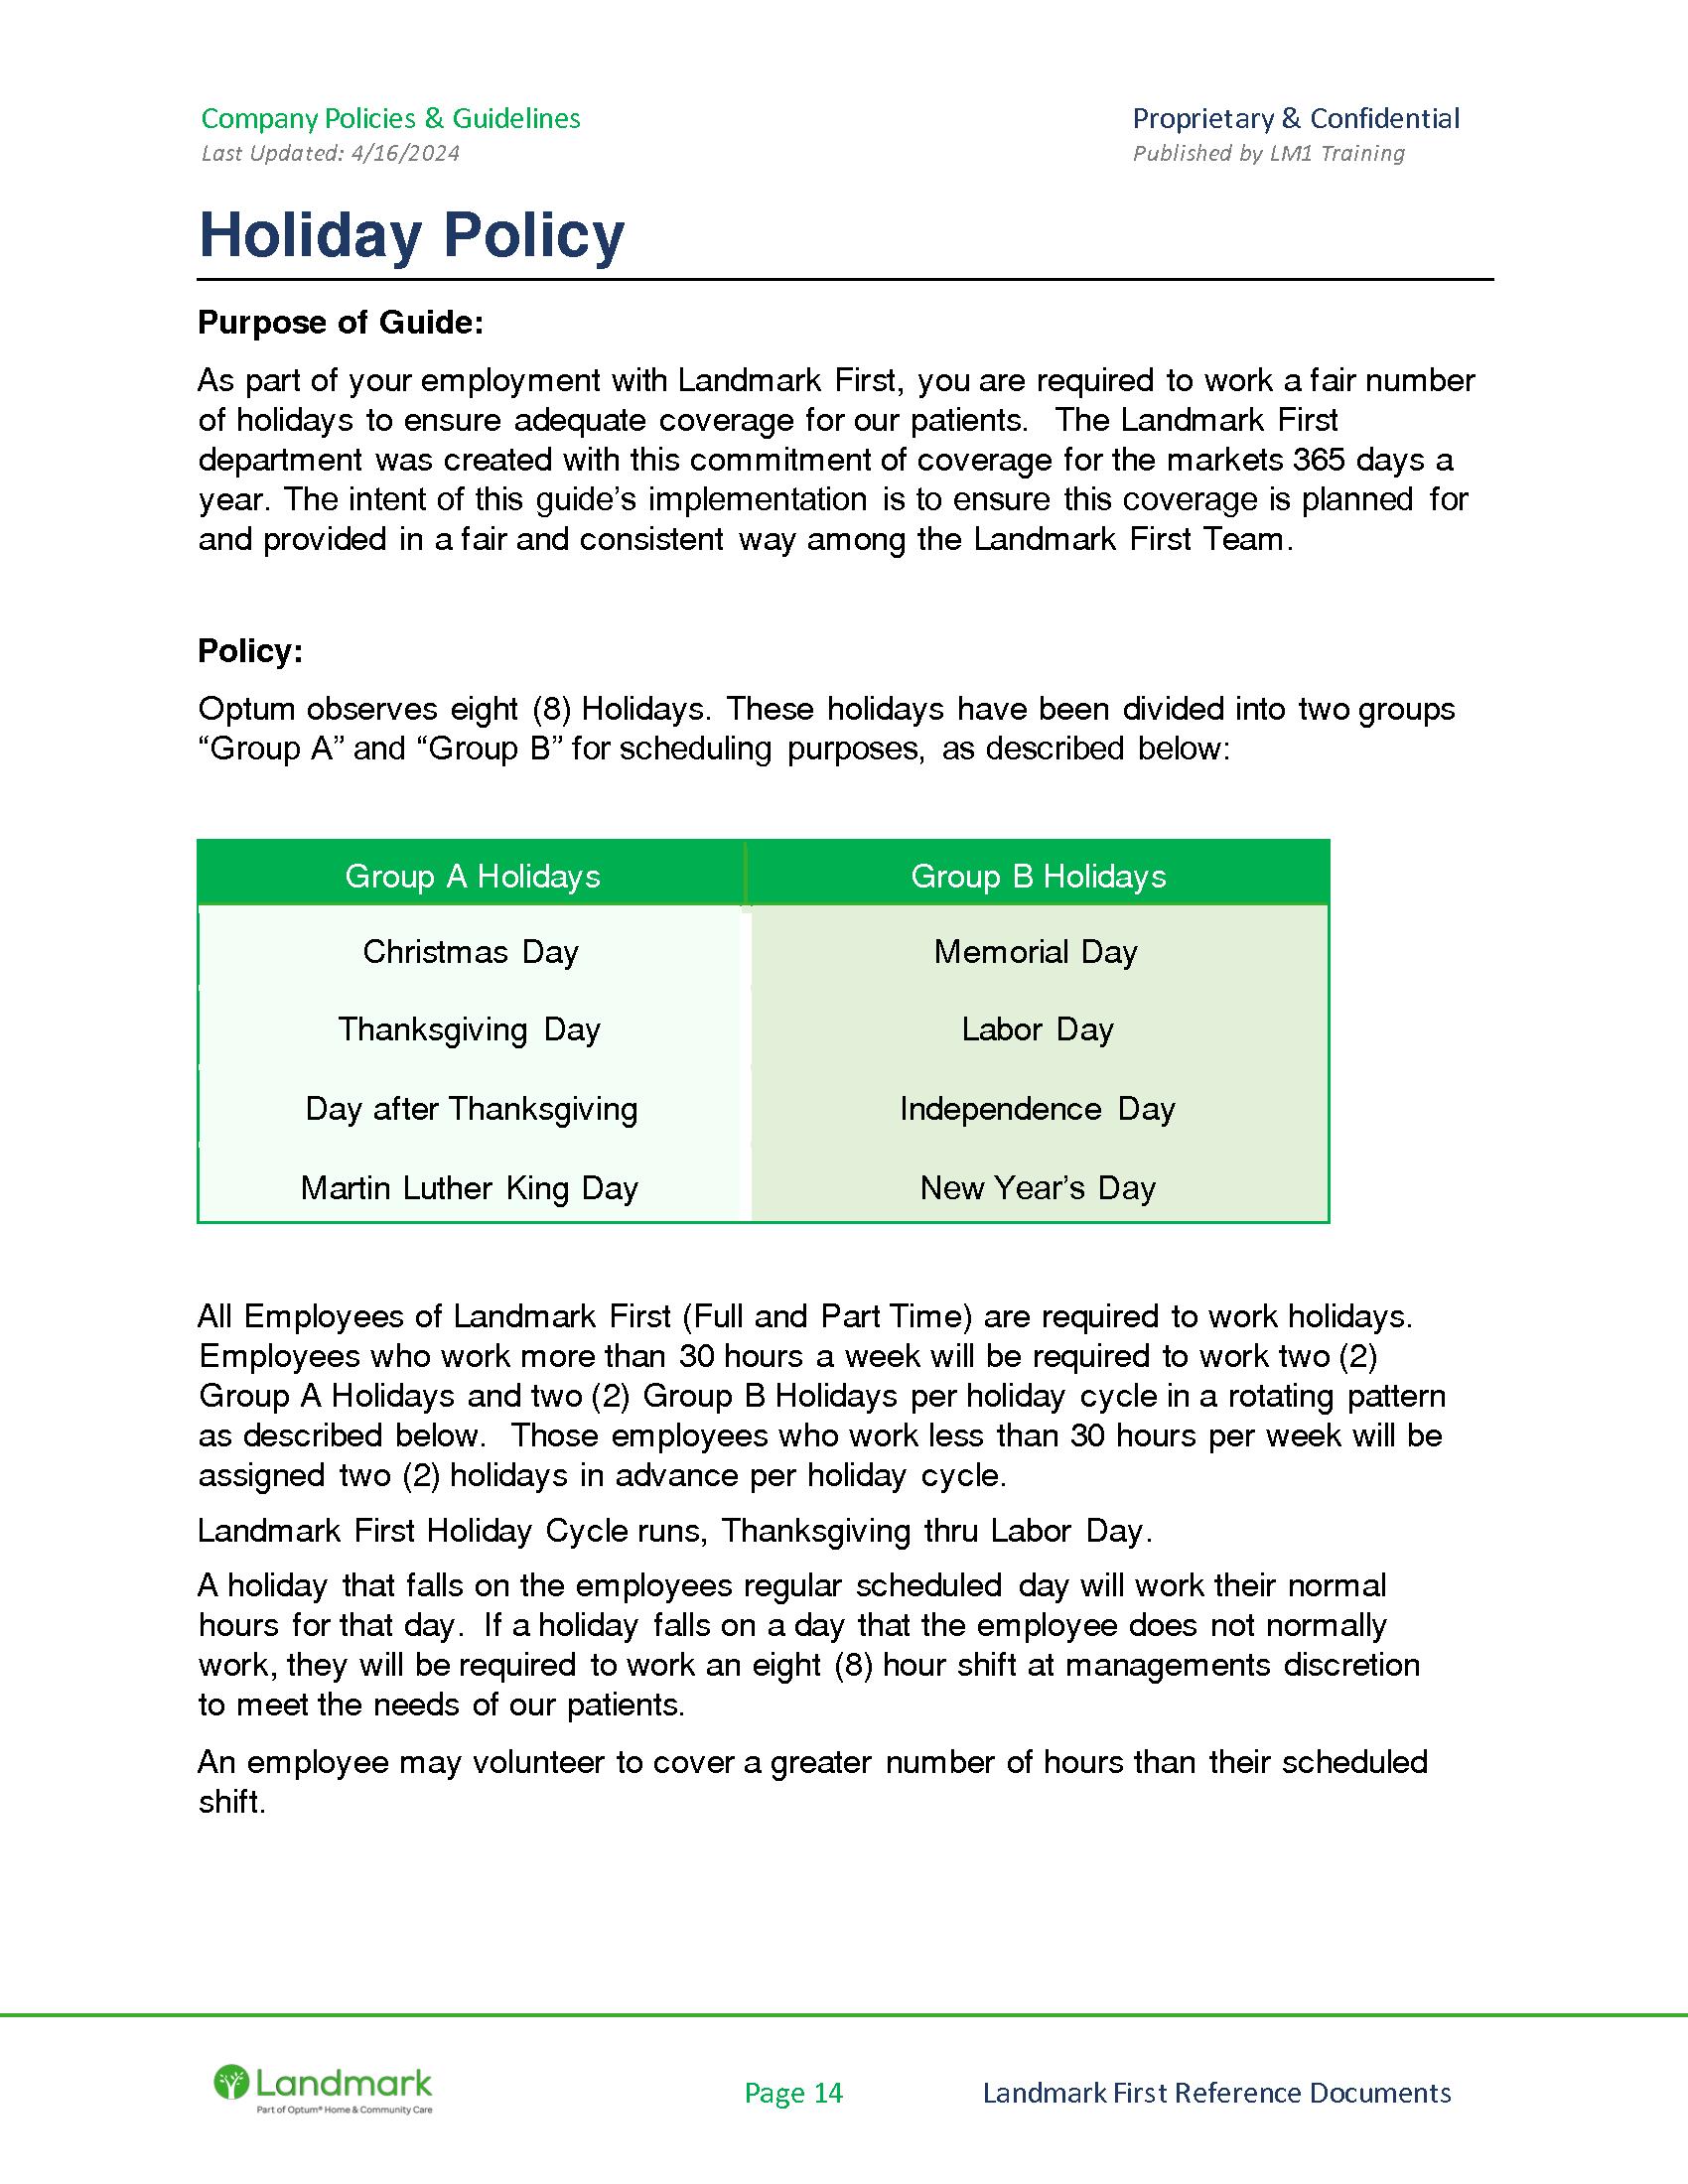 Company Policies & Guidelines
Proprietary & Confidential
Last Updated: 4/16/2024
Published by LM1 Training
Holiday Policy
Purpose of Guide:
As part of your employment with Landmark First, you are required to work a fair number
of holidays to ensure adequate coverage for our patients. The Landmark First
department was created with this commitment of coverage for the markets 365 days a
year. The intent of this guide’s implementation is to ensure this coverage is planned for
and provided in a fair and consistent way among the Landmark First Team.
Policy:
Optum observes eight (8) Holidays. These holidays have been divided into two groups
“Group A” and “Group B” for scheduling purposes, as described below:
Group A Holidays
Group B Holidays
Christmas Day
Memorial Day
Thanksgiving Day
Labor Day
Day after Thanksgiving
Independence Day
Martin Luther King Day
New Year’s Day
All Employees of Landmark First (Full and Part Time) are required to work holidays.
Employees who work more than 30 hours a week will be required to work two (2)
Group A Holidays and two (2) Group B Holidays per holiday cycle in a rotating pattern
as described below. Those employees who work less than 30 hours per week will be
assigned two (2) holidays in advance per holiday cycle.
Landmark First Holiday Cycle runs, Thanksgiving thru Labor Day.
A holiday that falls on the employees regular scheduled day will work their normal
hours for that day. If a holiday falls on a day that the employee does not normally
work, they will be required to work an eight (8) hour shift at managements discretion
to meet the needs of our patients.
An employee may volunteer to cover a greater number of hours than their scheduled
shift.
Landmark
Part of Optum® Home & Community Care
Page 14
Landmark First Reference Documents